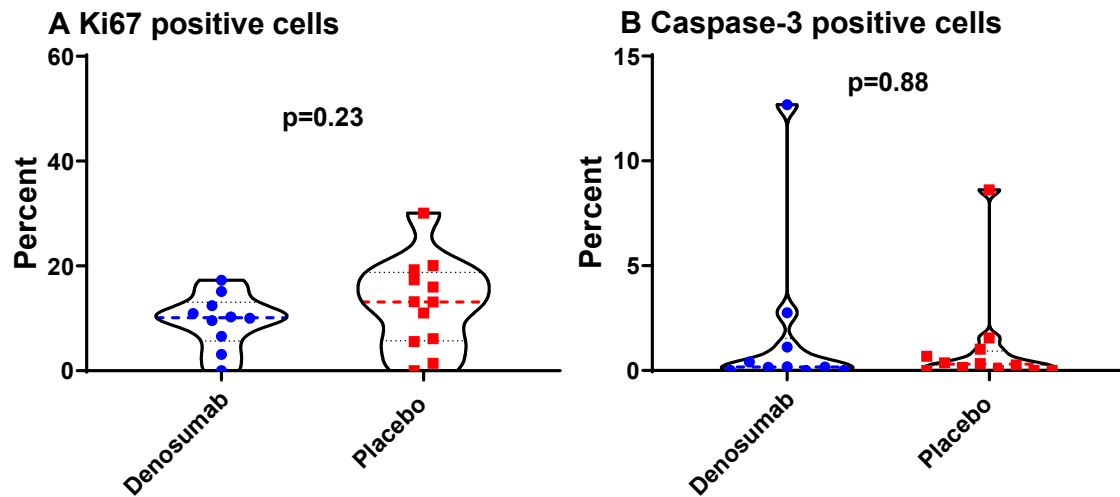 A Ki67 positive cells
60
p=0.23
40
Percent
20
0
Denosumab
Placebo
B Caspase-3 positive cells
15
p=0.88
10
Percent
5
0
Denosumab
Placebo